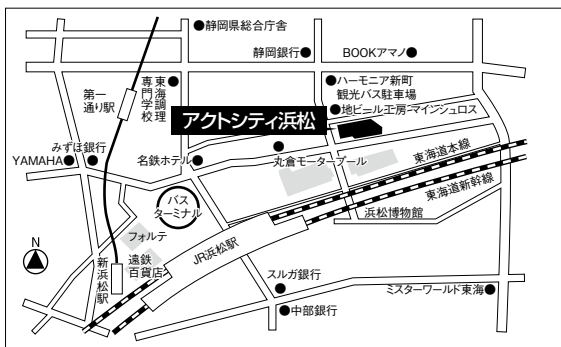 静岡県総合庁舎
静岡銀行
BOOKアマノ
東海調理
専門学校
ハーモニア新町
観光バス駐車場
第一
通り駅
地ビール工房-マインシュロス
アクトシティ浜松
みずほ銀行
YAMAHA
名鉄ホテル
丸倉モータープール
東海道本線
東海道新幹線
バス
ターミナル
浜松博物館
フォルテ
N
JR浜松駅
遠鉄
百貨店
新浜松駅
スルガ銀行
ミスターワールド東海
中部銀行